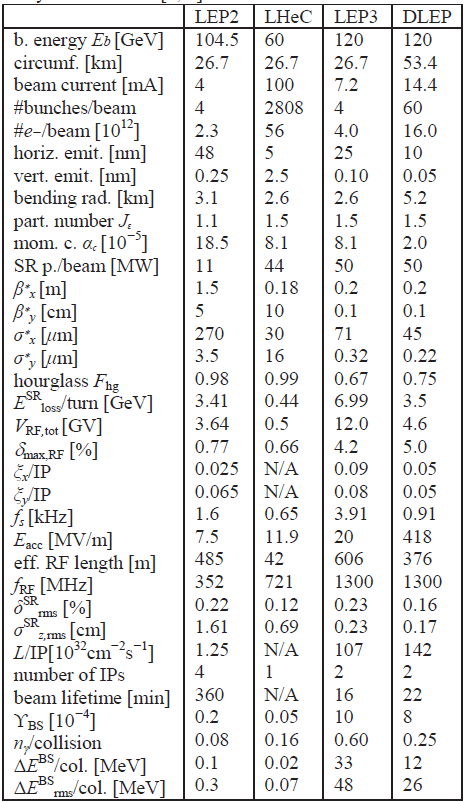 LEP2 LHeC LEP3 DLEP
b. energy Eb [GeV] 104.5 60 120 120
circumf. [km] 26.7 26.7 26.7 53.4
beam current [mA] 4 100 7.2 14.4
#bunches/beam 4 2808 4 60
#e−/beam [10¹²] 2.3 56 4.0 16.0
horiz. emit. [nm] 48 5 25 10
vert. emit. [nm] 0.25 2.5 0.10 0.05
bending rad. [km] 3.1 2.6 2.6 5.2
part. number Jε 1.1 1.5 1.5 1.5
mom. c. αc [10⁻⁵] 18.5 8.1 8.1 2.0
SR p./beam [MW] 11 44 50 50
β*x [m] 1.5 0.18 0.2 0.2
β*y [cm] 5 10 0.1 0.1
σ*x [μm] 270 30 71 45
σ*y [μm] 3.5 16 0.32 0.22
hourglass Fhg 0.98 0.99 0.67 0.75
E^SR loss/turn [GeV] 3.41 0.44 6.99 3.5
VRF,tot [GV] 3.64 0.5 12.0 4.6
δmax,RF [%] 0.77 0.66 4.2 5.0
ξx/IP 0.025 N/A 0.09 0.05
ξy/IP 0.065 N/A 0.08 0.05
fs [kHz] 1.6 0.65 3.91 0.91
Eacc [MV/m] 7.5 11.9 20 418
eff. RF length [m] 485 42 606 376
fRF [MHz] 352 721 1300 1300
δ^SR rms [%] 0.22 0.12 0.23 0.16
σ^SR z,rms [cm] 1.61 0.69 0.23 0.17
L/IP[10³²cm⁻²s⁻¹] 1.25 N/A 107 142
number of IPs 4 1 2 2
beam lifetime [min] 360 N/A 16 22
ϒBS [10⁻⁴] 0.2 0.05 10 8
nγ/collision 0.08 0.16 0.60 0.25
ΔE^BS/col. [MeV] 0.1 0.02 33 12
ΔE^BS rms/col. [MeV] 0.3 0.07 48 26